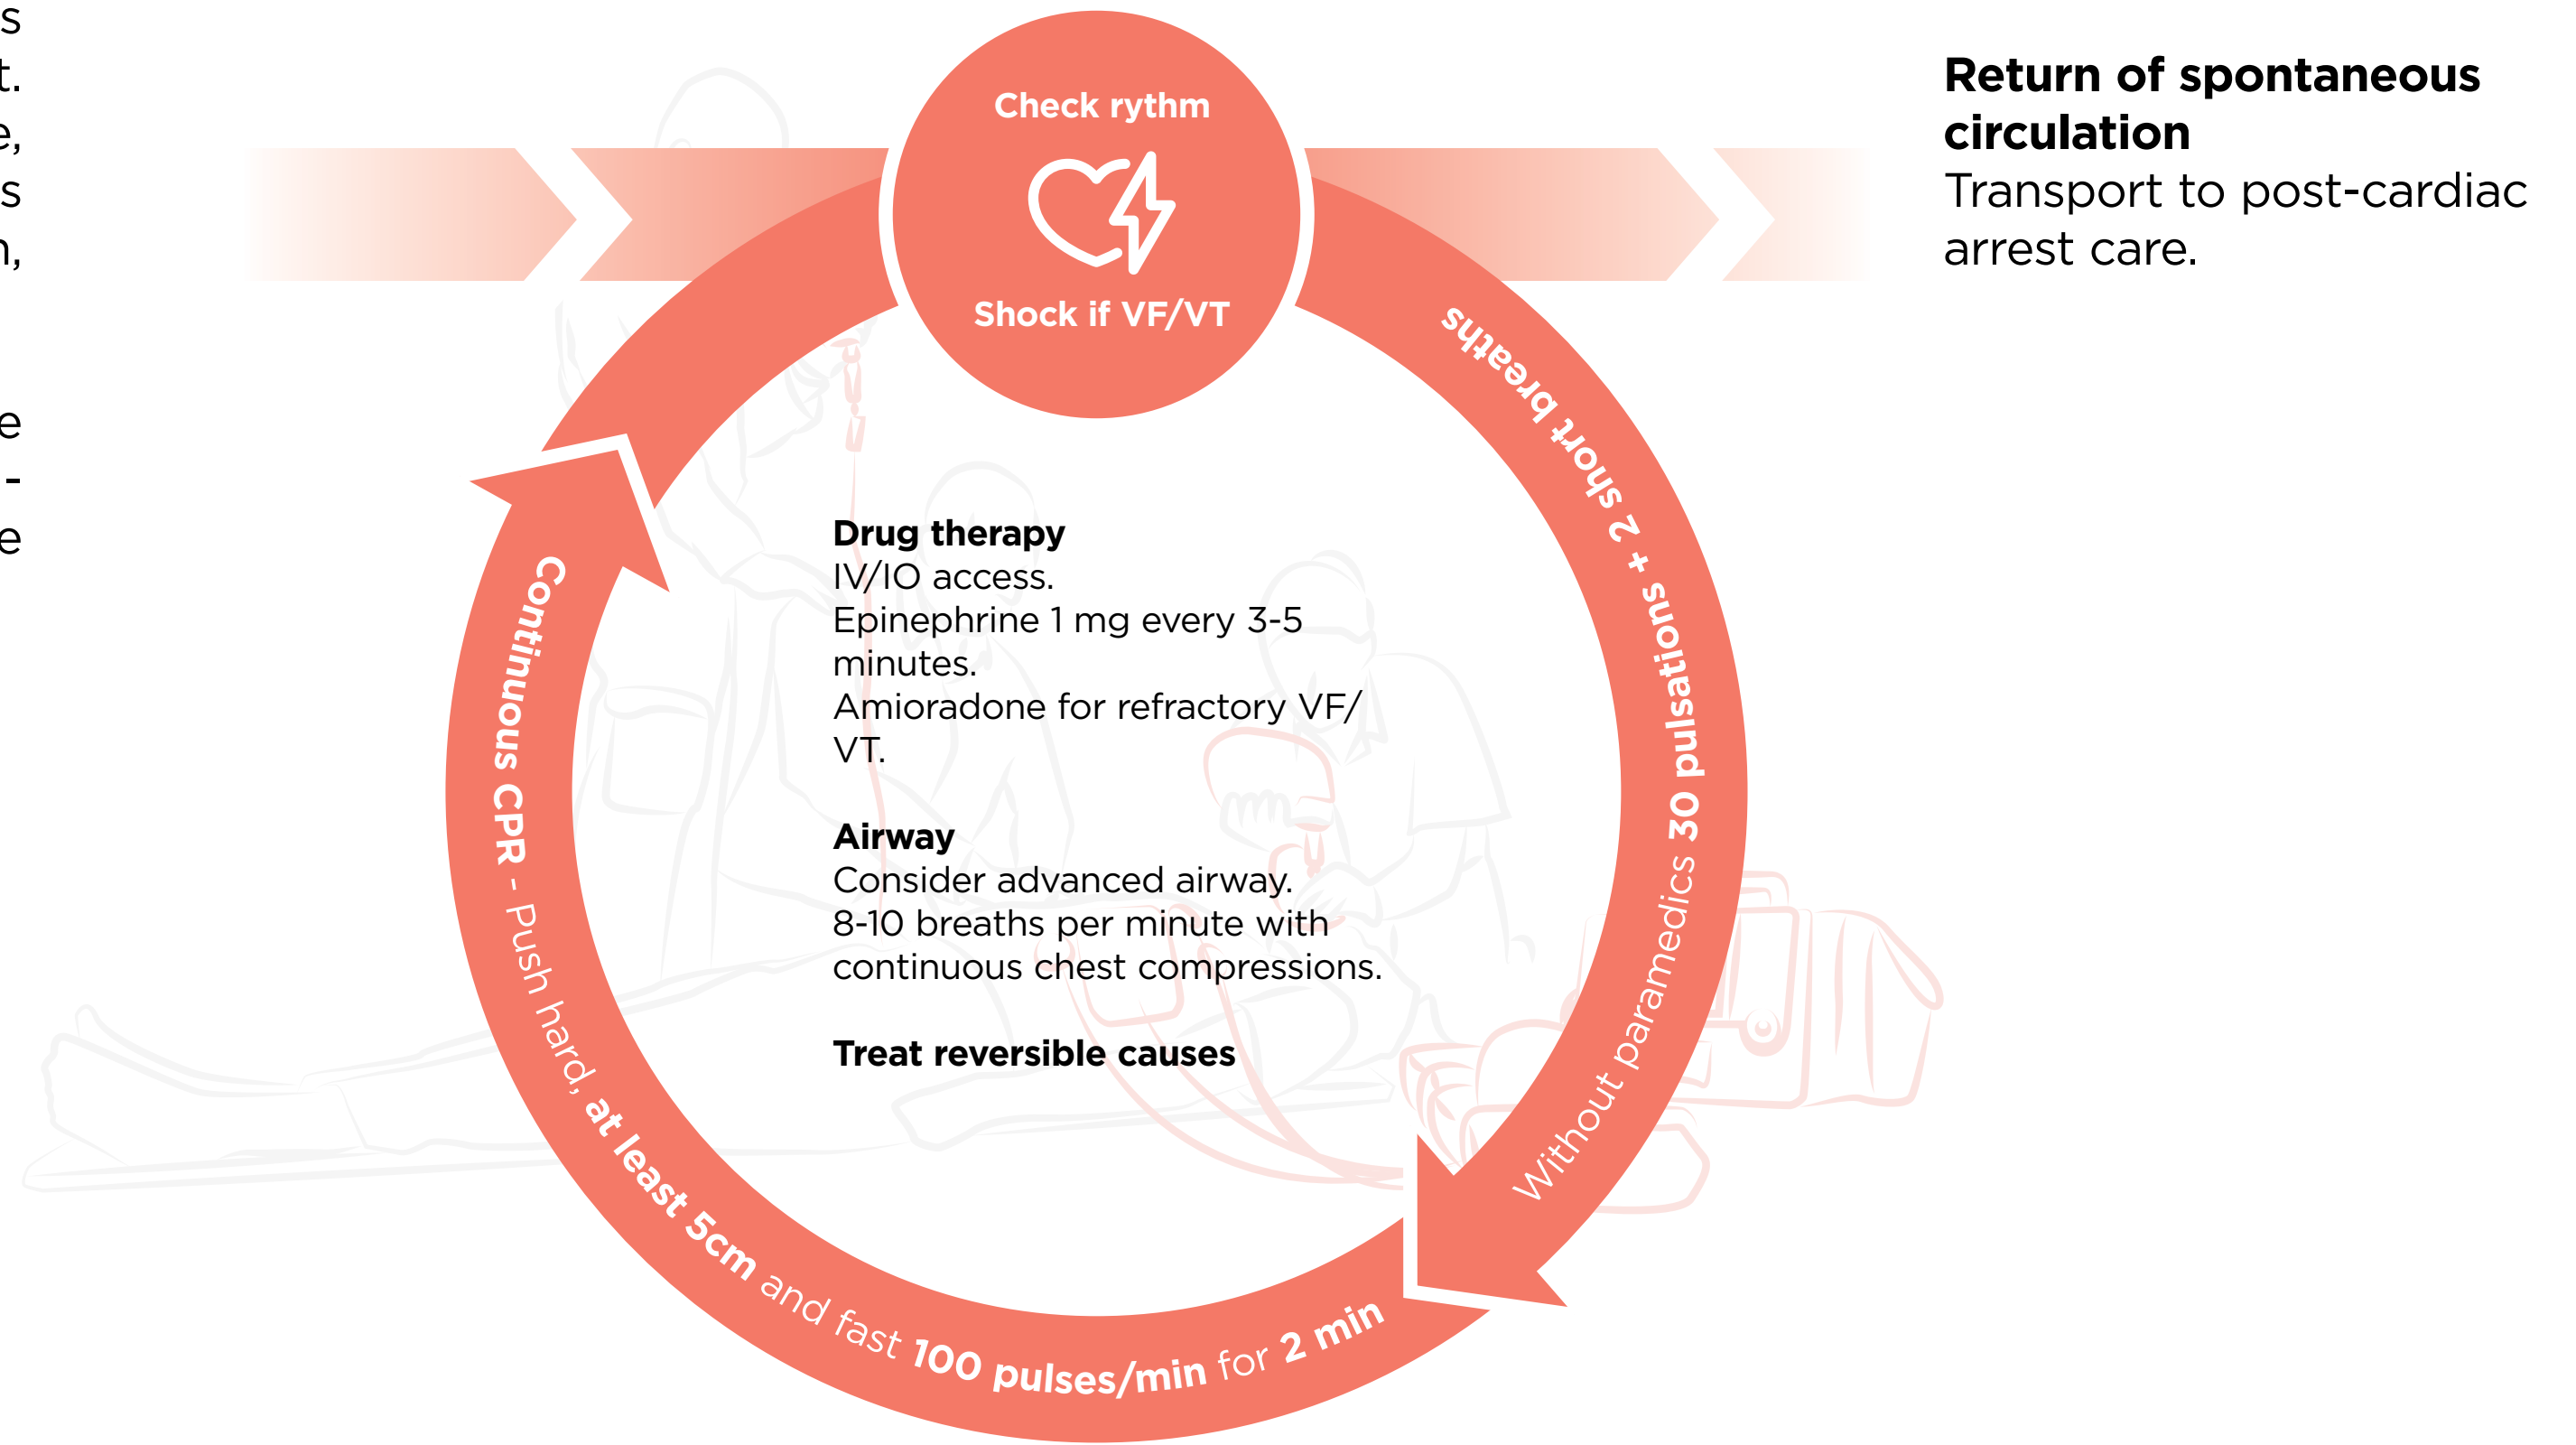 s
t.
e,
s
n,
e
-
e
Check rythm
Shock if VF/VT
Return of spontaneous
circulation
Transport to post-cardiac
arrest care.
Drug therapy
IV/IO access.
Epinephrine 1 mg every 3-5
minutes.
Amioradone for refractory VF/
VT.
Airway
Consider advanced airway.
8-10 breaths per minute with
continuous chest compressions.
Treat reversible causes
Continuous CPR - Push hard, at least 5cm and fast 100 pulses/min for 2 min
Without paramedics 30 pulsations + 2 short breaths